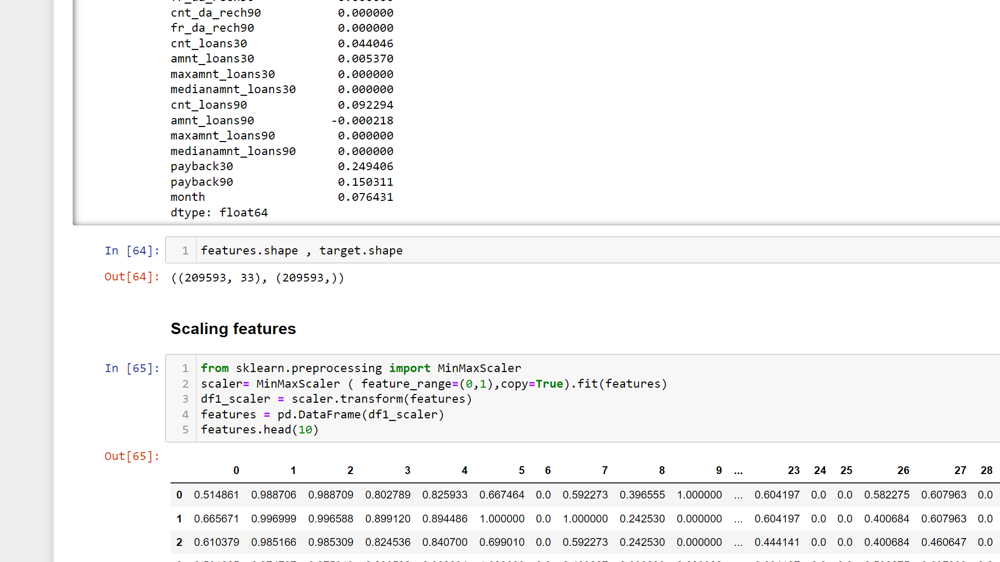 cnt_da_rech90 0.000000
fr_da_rech90 0.000000
cnt_loans30 0.044046
amnt_loans30 0.005370
maxamnt_loans30 0.000000
medianamnt_loans30 0.000000
cnt_loans90 0.092294
amnt_loans90 -0.000218
maxamnt_loans90 0.000000
medianamnt_loans90 0.000000
payback30 0.249406
payback90 0.150311
month 0.076431
dtype: float64
In [64]: 1 features.shape , target.shape
Out[64]: ((209593, 33), (209593,))
Scaling features
In [65]: 1 from sklearn.preprocessing import MinMaxScaler
2 scaler= MinMaxScaler ( feature_range=(0,1),copy=True).fit(features)
3 df1_scaler = scaler.transform(features)
4 features = pd.DataFrame(df1_scaler)
5 features.head(10)
Out[65]:
0 1 2 3 4 5 6 7 8 9 ... 23 24 25 26 27 28
0 0.514861 0.988706 0.988709 0.802789 0.825933 0.667464 0.0 0.592273 0.396555 1.000000 ... 0.604197 0.0 0.0 0.582275 0.607963 0.0
1 0.665671 0.996999 0.996588 0.899120 0.894486 1.000000 0.0 1.000000 0.242530 0.000000 ... 0.604197 0.0 0.0 0.400684 0.607963 0.0
2 0.610379 0.985166 0.985309 0.824536 0.840700 0.699010 0.0 0.592273 0.242530 0.000000 ... 0.444141 0.0 0.0 0.400684 0.460647 0.0